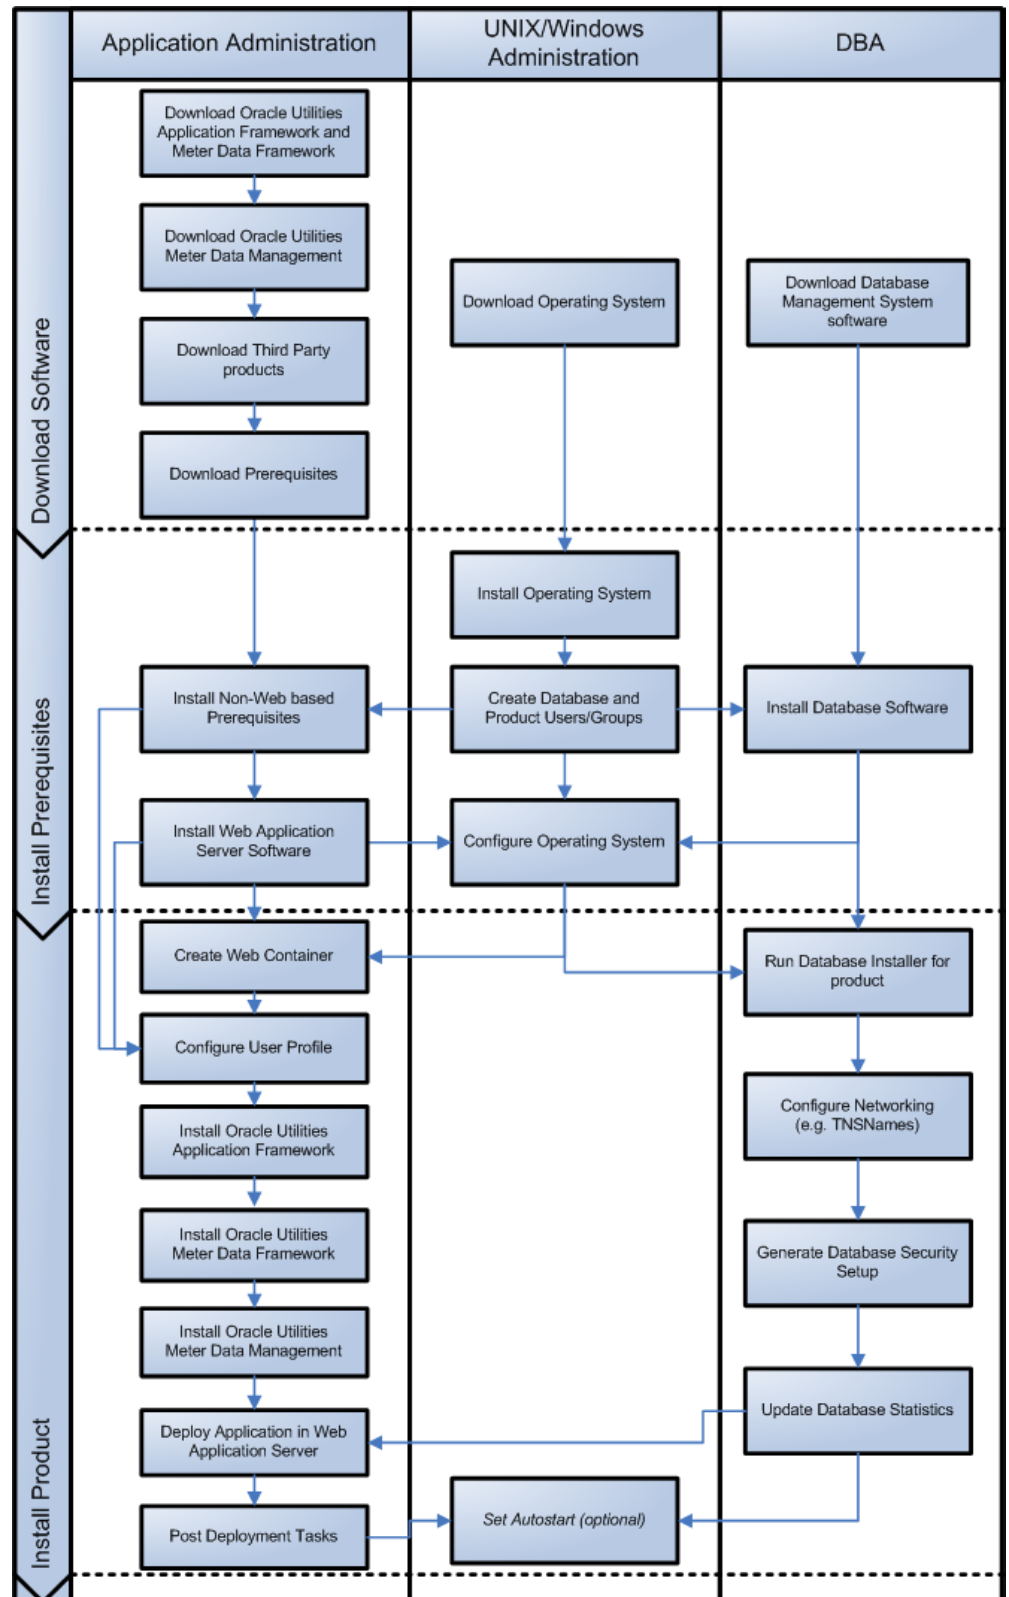 Application Administration
UNIX/Windows
Administration
DBA
Download Software
Download Oracle Utilities
Application Framework and
Meter Data Framework
Download Oracle Utilities
Meter Data Management
Download Third Party
products
Download Prerequisites
Download Operating System
Download Database
Management System
software
Install Prerequisites
Install Operating System
Install Non-Web based
Prerequisites
Create Database and
Product Users/Groups
Install Database Software
Install Web Application
Server Software
Configure Operating System
Install Product
Create Web Container
Configure User Profile
Install Oracle Utilities
Application Framework
Install Oracle Utilities
Meter Data Framework
Install Oracle Utilities
Meter Data Management
Deploy Application in Web
Application Server
Post Deployment Tasks
Set Autostart (optional)
Run Database Installer for
product
Configure Networking
(e.g. TNSNames)
Generate Database Security
Setup
Update Database Statistics